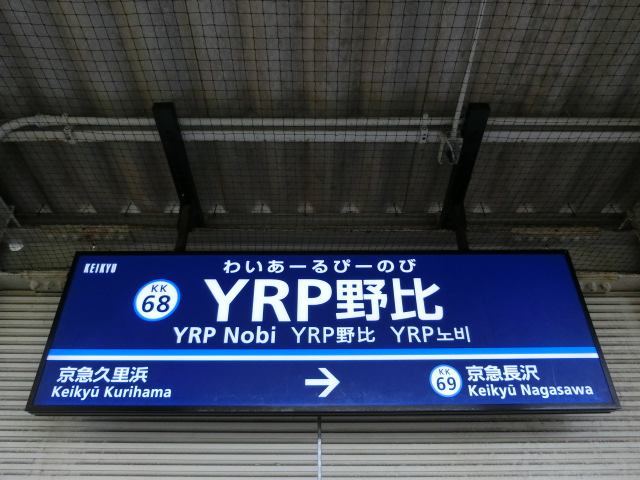 KEIKYU
わいあーるぴーのび
KK
68
YRP野比
YRP Nobi YRP野比 YRP노비
京急久里浜
Keikyū Kurihama
→
KK
69
京急長沢
Keikyū Nagasawa